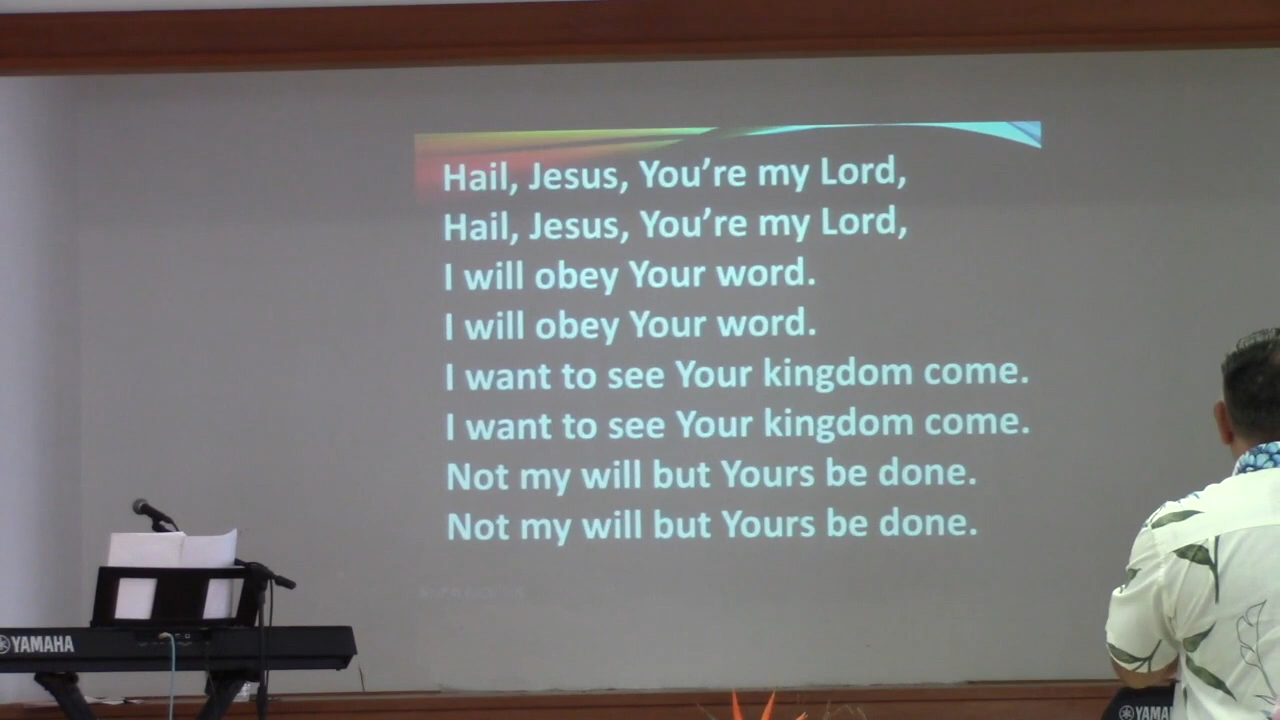 Hail, Jesus, You’re my Lord,
Hail, Jesus, You’re my Lord,
I will obey Your word.
I will obey Your word.
I want to see Your kingdom come.
I want to see Your kingdom come.
Not my will but Yours be done.
Not my will but Yours be done.
YAMAHA
YAMA